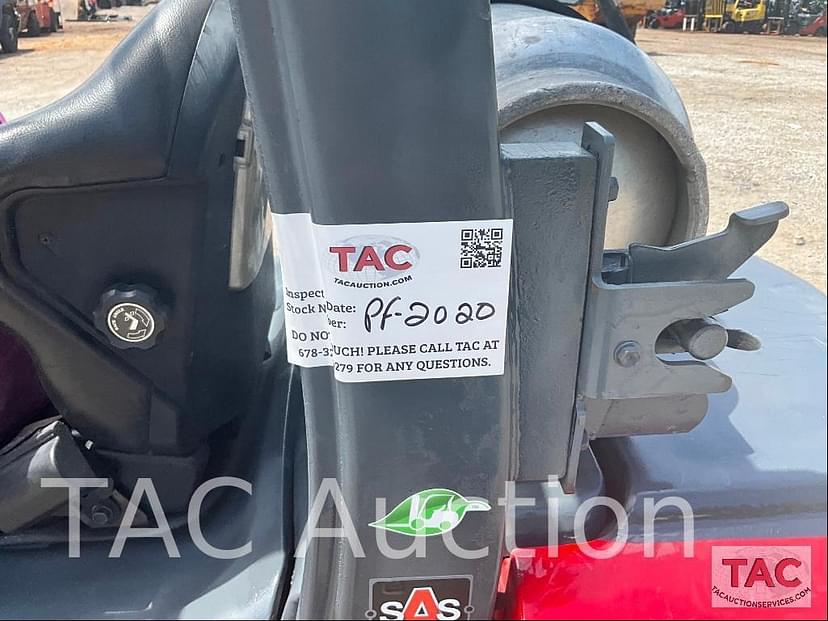 TAC
TACAUCTION.COM
Inspect
Date:
Stock N
ber:
Pf-2020
DO NO
UCH! PLEASE CALL TAC AT
678-3
279 FOR ANY QUESTIONS.
TAC Auction
SAS
TAC
TACAUCTIONSERVICES.COM